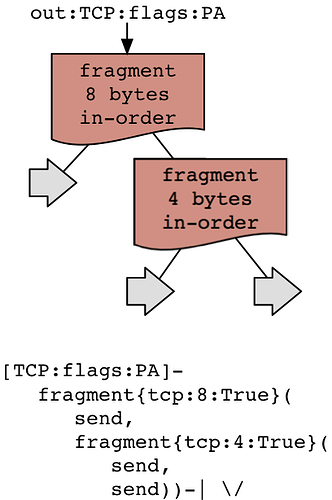 out:TCP:flags:PA
fragment
8 bytes
in-order
fragment
4 bytes
in-order
[TCP:flags:PA]-
fragment{tcp:8:True}(
send,
fragment{tcp:4:True}(
send,
send))-| \/